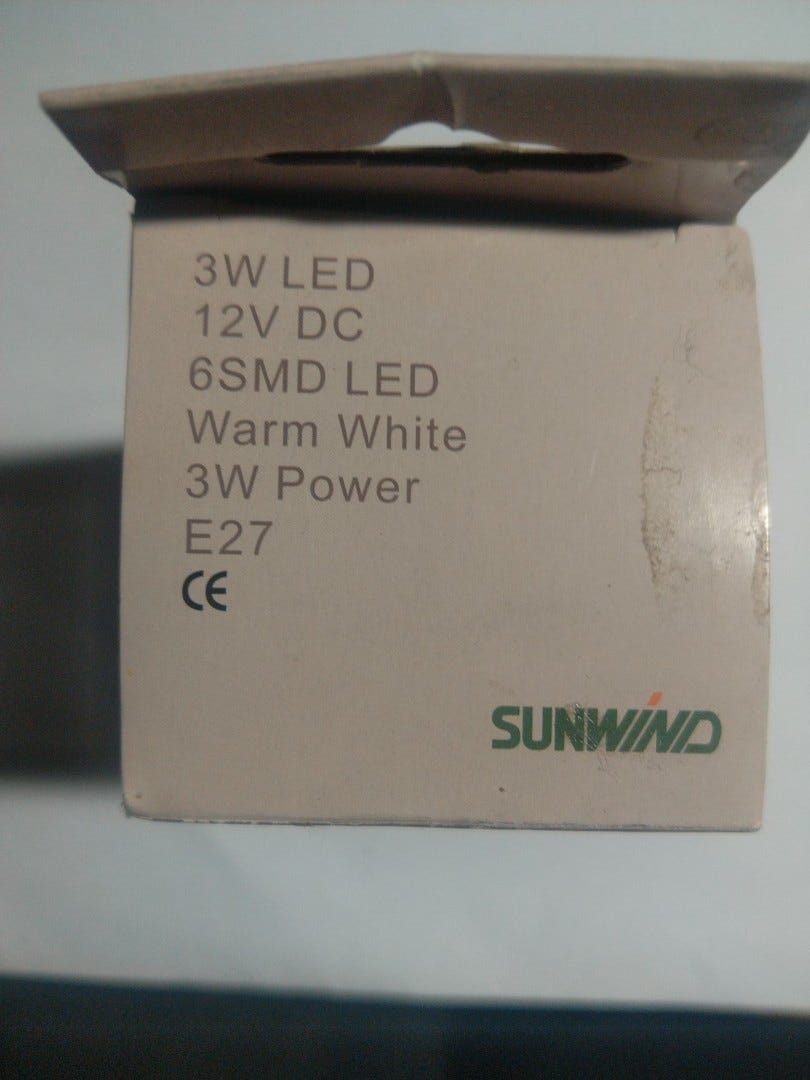 3W LED
12V DC
6SMD LED
Warm White
3W Power
E27
CE
SUNWIND